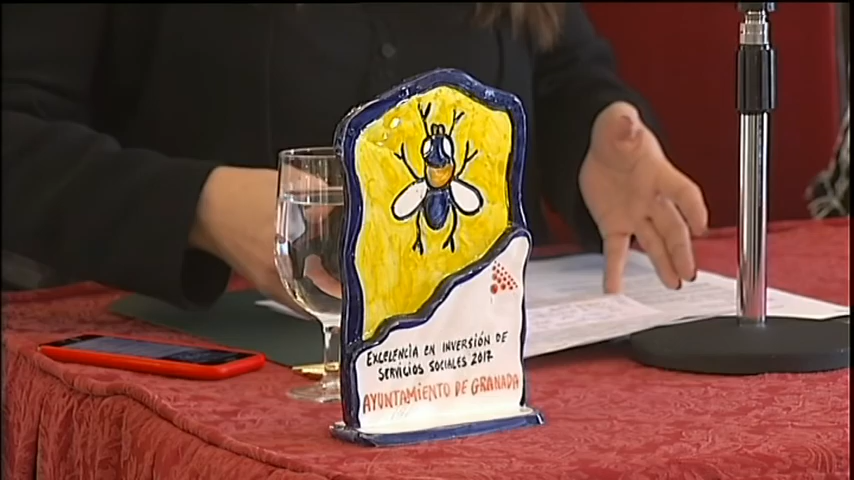 EXCELENCIA EN INVERSIÓN DE
SERVICIOS SOCIALES 2017
AYUNTAMIENTO DE GRANADA